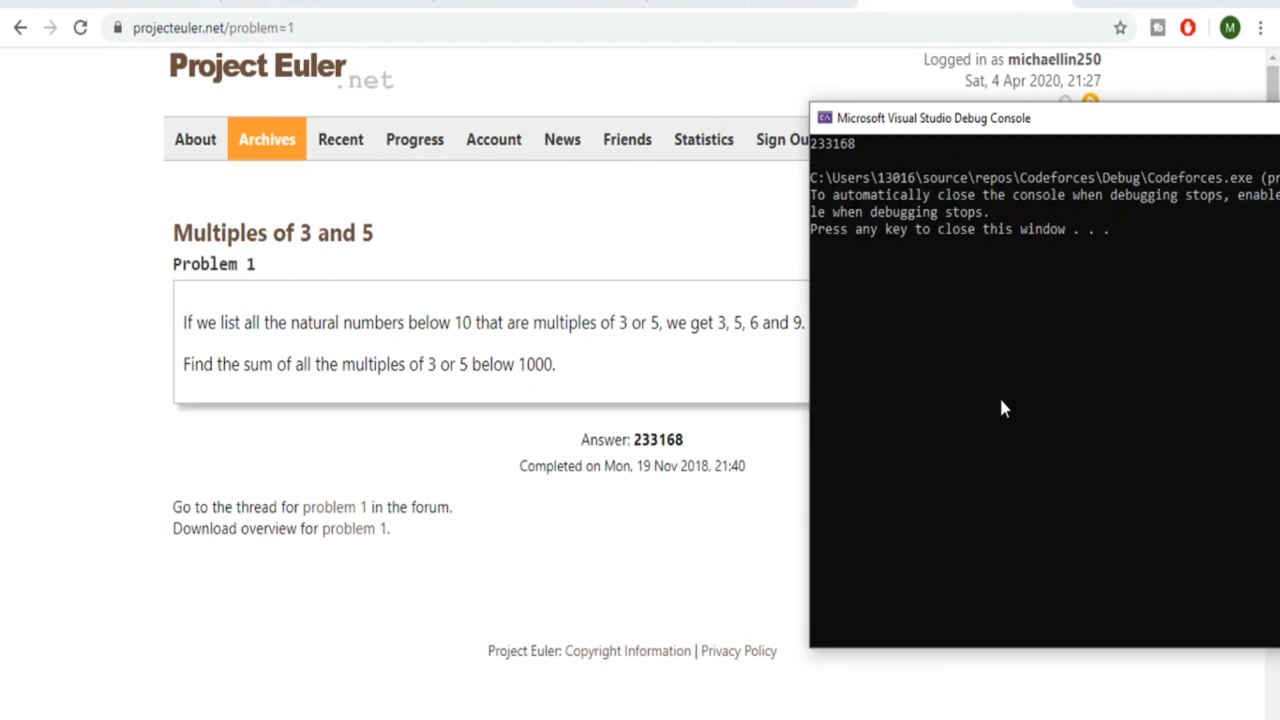 projecteuler.net/problem=1
M
Project Euler
.net
Logged in as michaellin250
Sat, 4 Apr 2020, 21:27
About Archives Recent Progress Account News Friends Statistics Sign Ou
Microsoft Visual Studio Debug Console
233168
C:\Users\13016\source\repos\Codeforces\Debug\Codeforces.exe (pr
To automatically close the console when debugging stops, enable
le when debugging stops.
Press any key to close this window . . .
Multiples of 3 and 5
Problem 1
If we list all the natural numbers below 10 that are multiples of 3 or 5, we get 3, 5, 6 and 9.
Find the sum of all the multiples of 3 or 5 below 1000.
Answer: 233168
Completed on Mon, 19 Nov 2018, 21:40
Go to the thread for problem 1 in the forum.
Download overview for problem 1.
Project Euler: Copyright Information | Privacy Policy